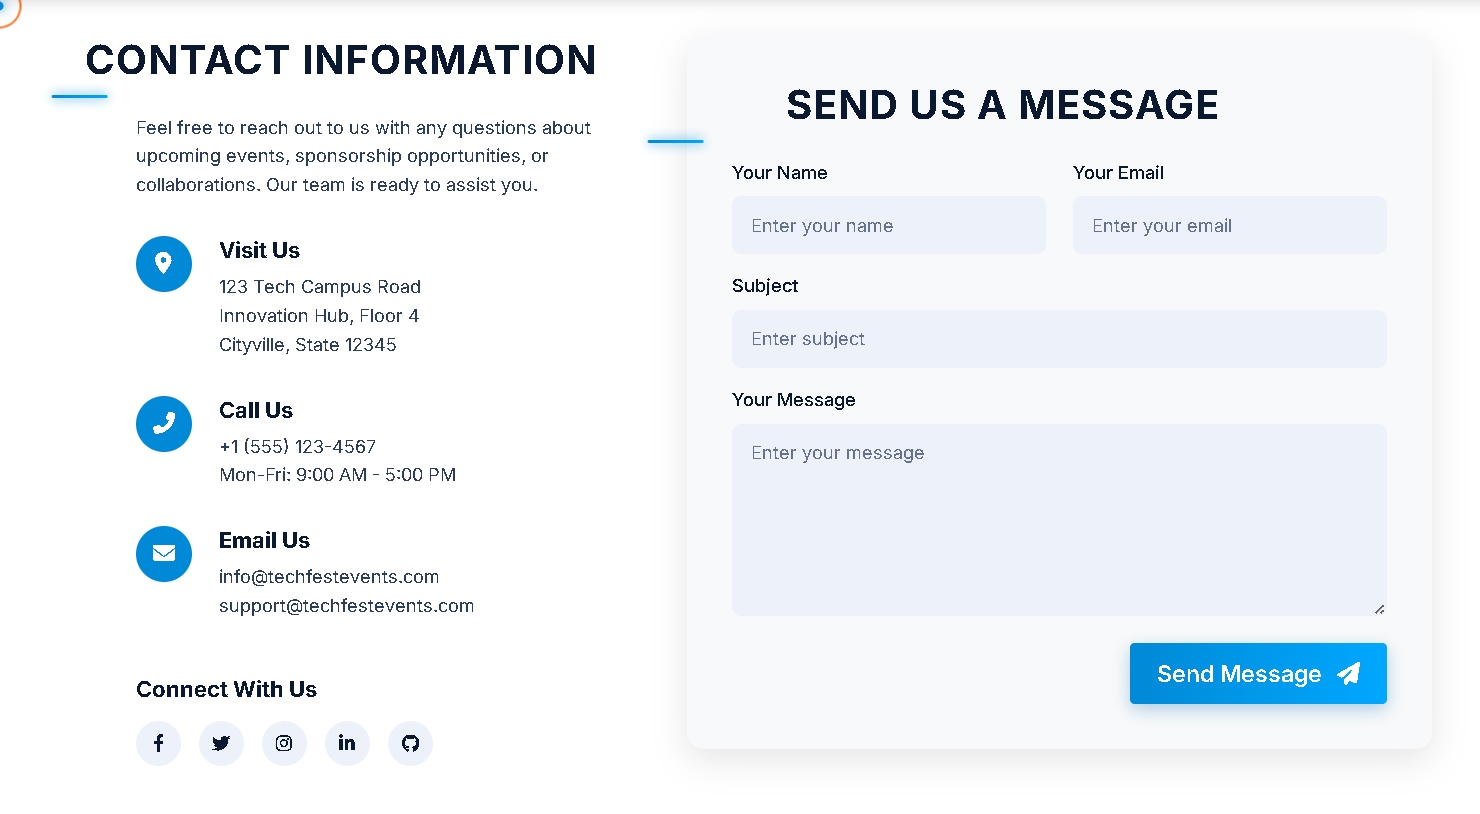 CONTACT INFORMATION
Feel free to reach out to us with any questions about
upcoming events, sponsorship opportunities, or
collaborations. Our team is ready to assist you.
Visit Us
123 Tech Campus Road
Innovation Hub, Floor 4
Cityville, State 12345
Call Us
+1 (555) 123-4567
Mon-Fri: 9:00 AM - 5:00 PM
Email Us
info@techfestevents.com
support@techfestevents.com
Connect With Us
SEND US A MESSAGE
Your Name
Enter your name
Your Email
Enter your email
Subject
Enter subject
Your Message
Enter your message
Send Message